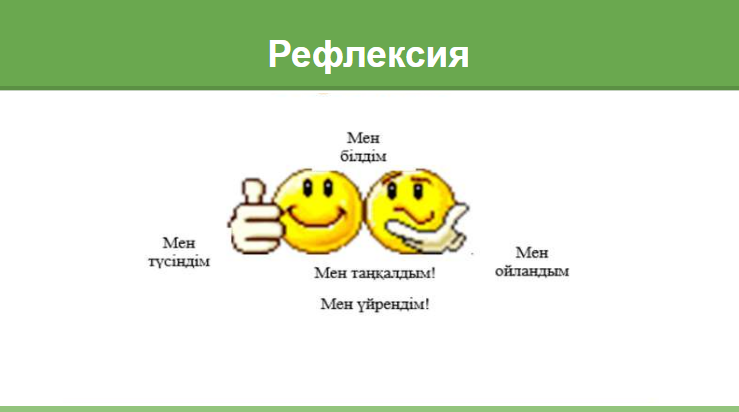 Рефлексия
Мен
білдім
Мен
түсіндім
Мен
ойландым
Мен таңқалдым!
Мен үйрендім!